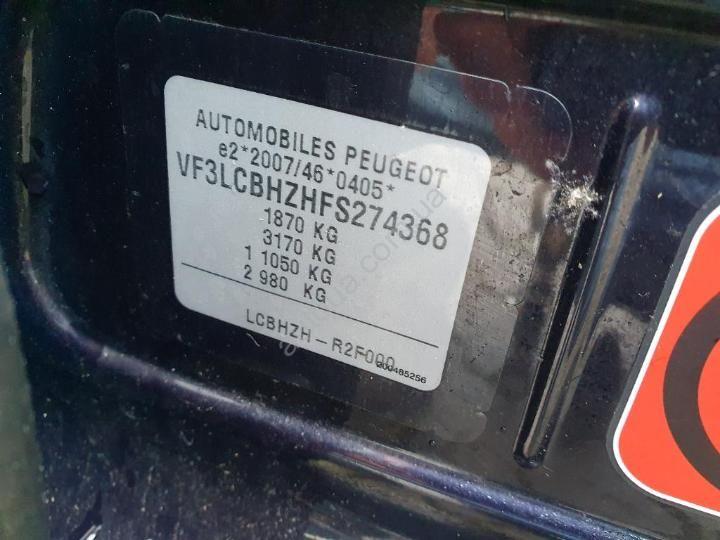 AUTOMOBILES PEUGEOT
e2*2007/46*0405*
VF3LCBHZHFS274368
1870 KG
3170 KG
1 1050 KG
2 980 KG
LCBHZH-R2F000